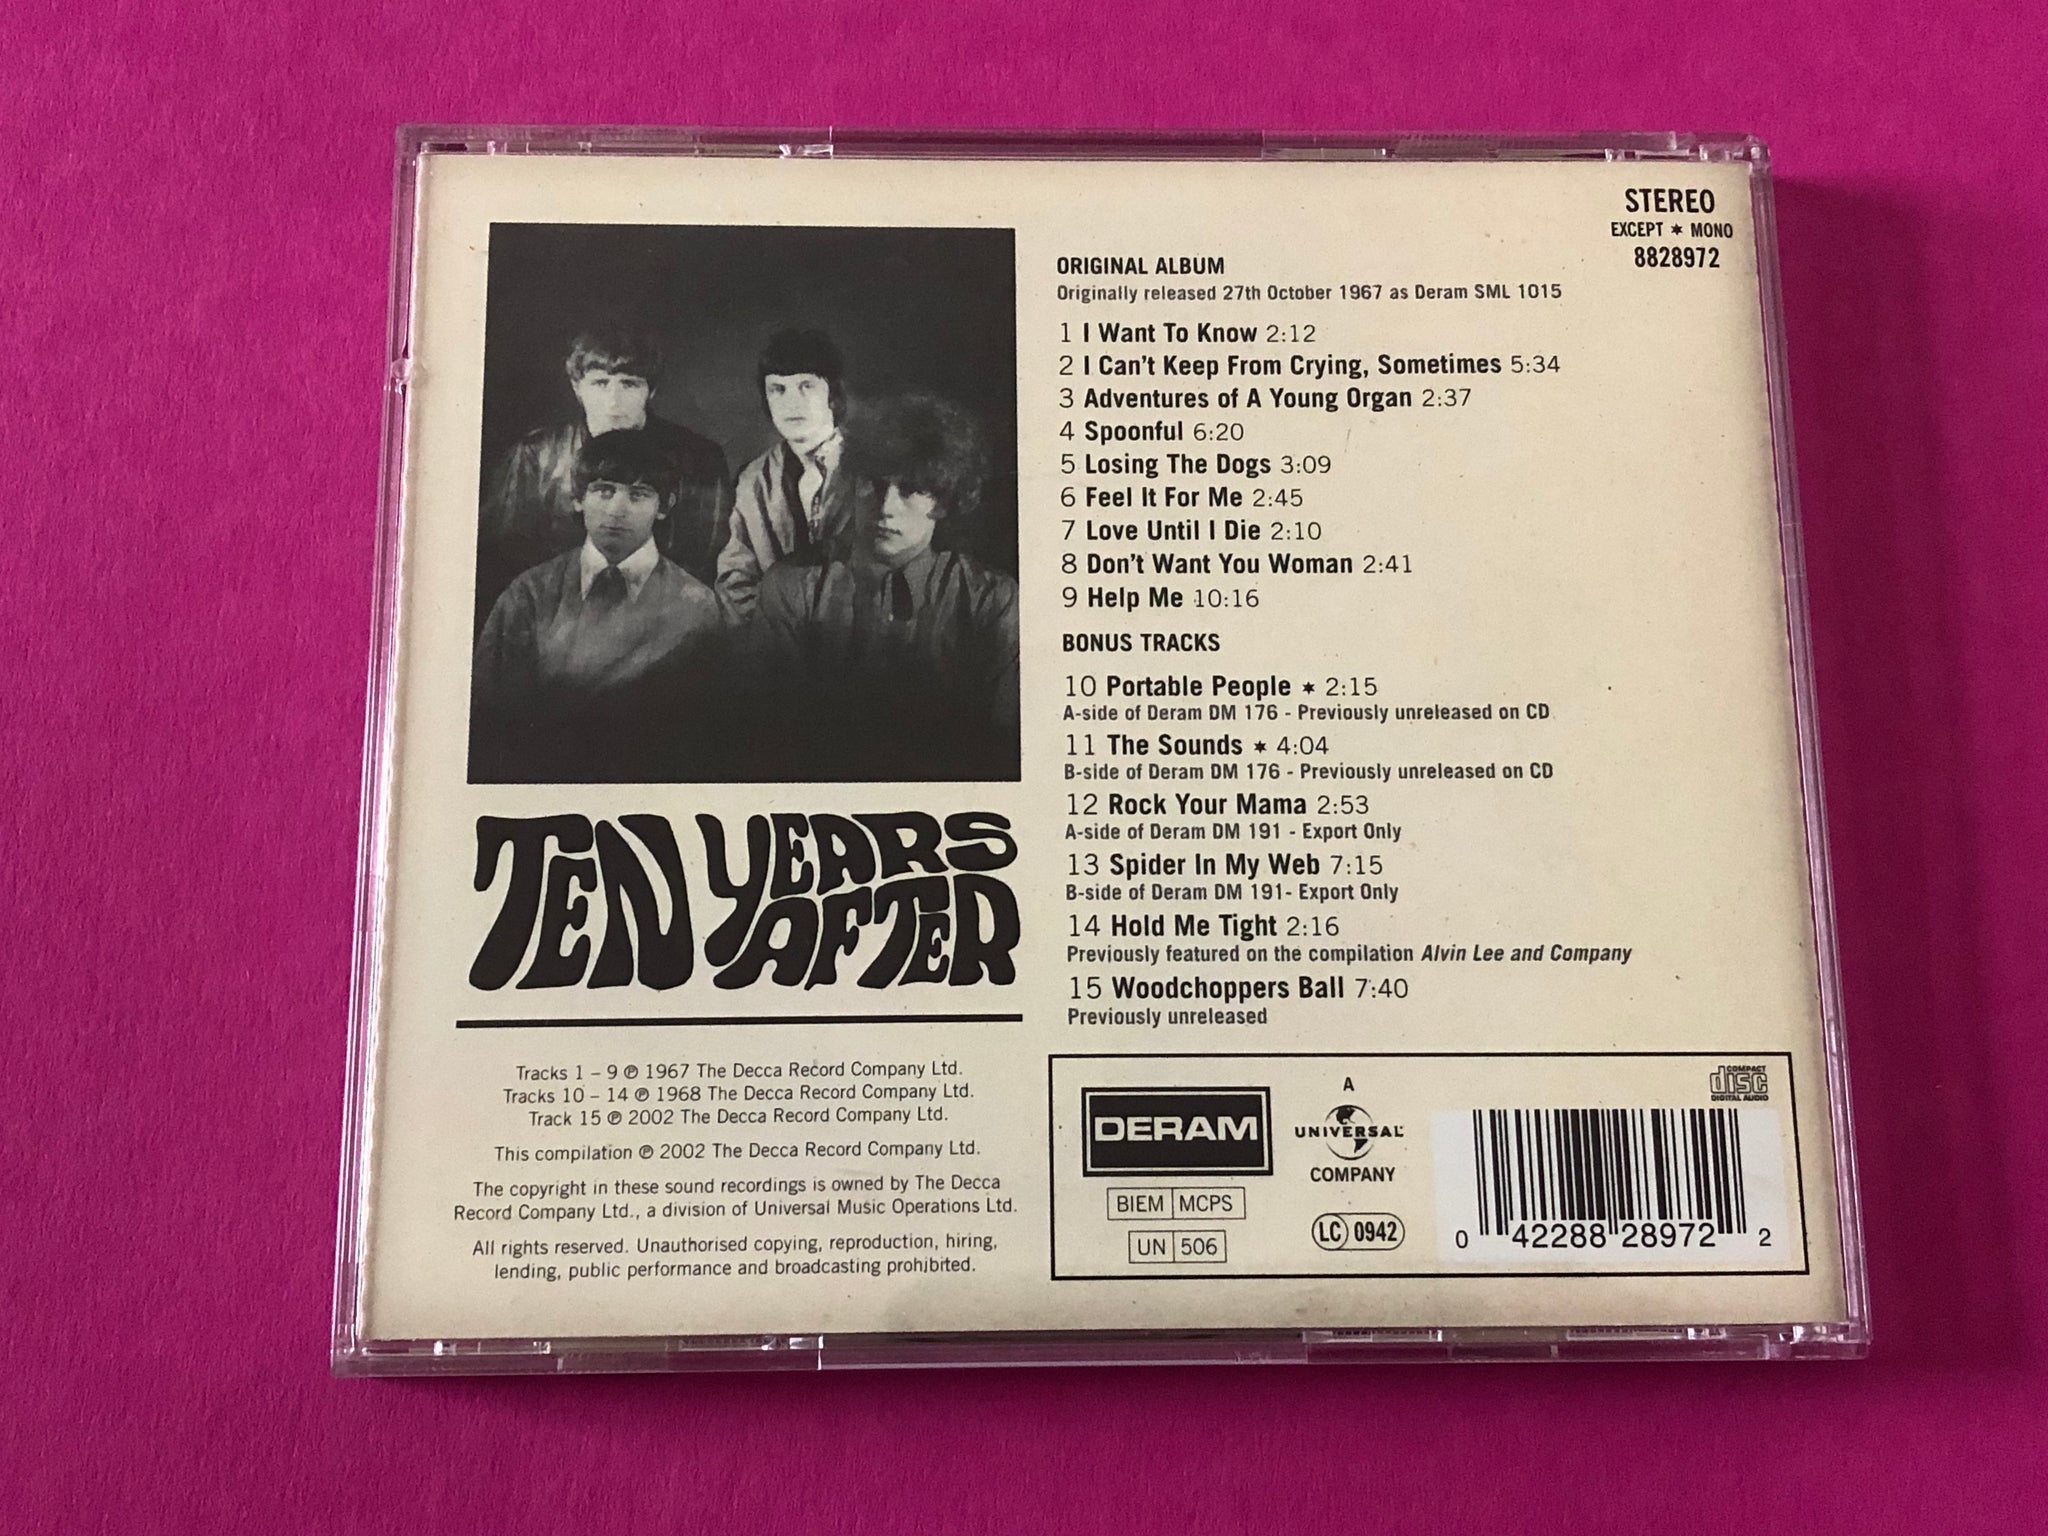 STEREO
EXCEPT ✶ MONO
8828972
ORIGINAL ALBUM
Originally released 27th October 1967 as Deram SML 1015
1 I Want To Know 2:12
2 I Can't Keep From Crying, Sometimes 5:34
3 Adventures of A Young Organ 2:37
4 Spoonful 6:20
5 Losing The Dogs 3:09
6 Feel It For Me 2:45
7 Love Until I Die 2:10
8 Don't Want You Woman 2:41
9 Help Me 10:16
BONUS TRACKS
10 Portable People ✶ 2:15
A-side of Deram DM 176 - Previously unreleased on CD
11 The Sounds ✶ 4:04
B-side of Deram DM 176 - Previously unreleased on CD
12 Rock Your Mama 2:53
A-side of Deram DM 191 - Export Only
13 Spider In My Web 7:15
B-side of Deram DM 191- Export Only
14 Hold Me Tight 2:16
Previously featured on the compilation Alvin Lee and Company
15 Woodchoppers Ball 7:40
Previously unreleased
TEN YEARS
AFTER
Tracks 1 – 9 ℗ 1967 The Decca Record Company Ltd.
Tracks 10 – 14 ℗ 1968 The Decca Record Company Ltd.
Track 15 ℗ 2002 The Decca Record Company Ltd.
This compilation ℗ 2002 The Decca Record Company Ltd.
The copyright in these sound recordings is owned by The Decca
Record Company Ltd., a division of Universal Music Operations Ltd.
All rights reserved. Unauthorised copying, reproduction, hiring,
lending, public performance and broadcasting prohibited.
DERAM
BIEM MCPS
UN 506
A
UNIVERSAL
COMPANY
LC 0942
COMPACT
disc
DIGITAL AUDIO
0 42288 28972 2